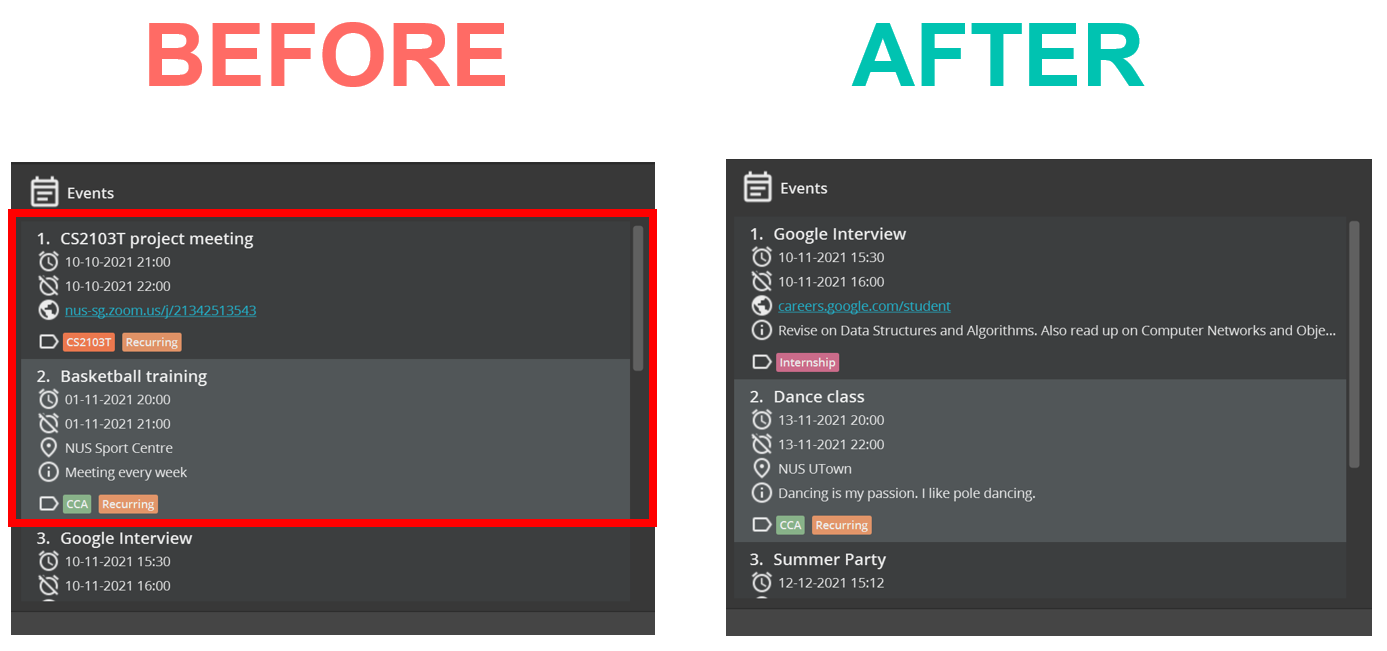 BEFORE
Events
1. CS2103T project meeting
10-10-2021 21:00
10-10-2021 22:00
nus-sg.zoom.us/j/21342513543
CS2103T Recurring
2. Basketball training
01-11-2021 20:00
01-11-2021 21:00
NUS Sport Centre
Meeting every week
CCA Recurring
3. Google Interview
10-11-2021 15:30
10-11-2021 16:00
AFTER
Events
1. Google Interview
10-11-2021 15:30
10-11-2021 16:00
careers.google.com/student
Revise on Data Structures and Algorithms. Also read up on Computer Networks and Obje...
Internship
2. Dance class
13-11-2021 20:00
13-11-2021 22:00
NUS UTown
Dancing is my passion. I like pole dancing.
CCA Recurring
3. Summer Party
12-12-2021 15:12